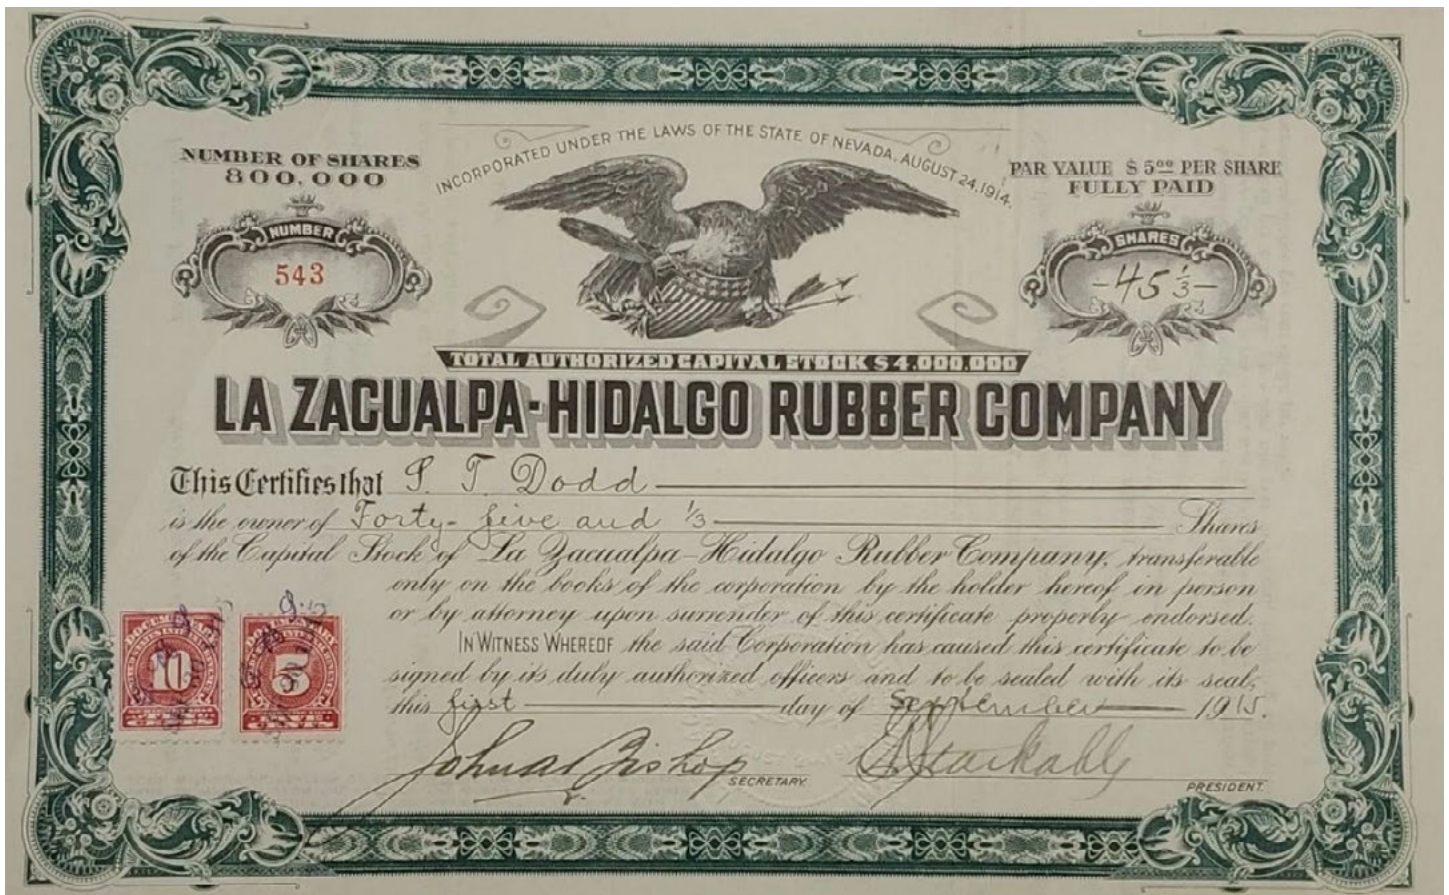 INCORPORATED UNDER THE LAWS OF THE STATE OF NEVADA, AUGUST 24, 1914.
NUMBER OF SHARES
800,000
PAR VALUE $5.00 PER SHARE
FULLY PAID
NUMBER
543
SHARES
-45 1/3-
TOTAL AUTHORIZED CAPITAL STOCK $4,000,000
LA ZACUALPA-HIDALGO RUBBER COMPANY
This Certifies that S. T. Dodd
is the owner of Forty-five and 1/3 Shares
of the Capital Stock of La Zacualpa-Hidalgo Rubber Company, transferable
only on the books of the corporation by the holder hereof in person
or by attorney upon surrender of this certificate properly endorsed.
IN WITNESS WHEREOF the said Corporation has caused this certificate to be
signed by its duly authorized officers and to be sealed with its seal,
this first day of September 1915.
DOCUMENTARY
10
CENTS
DOCUMENTARY
5
CENTS
Bishop
SECRETARY.
PRESIDENT.